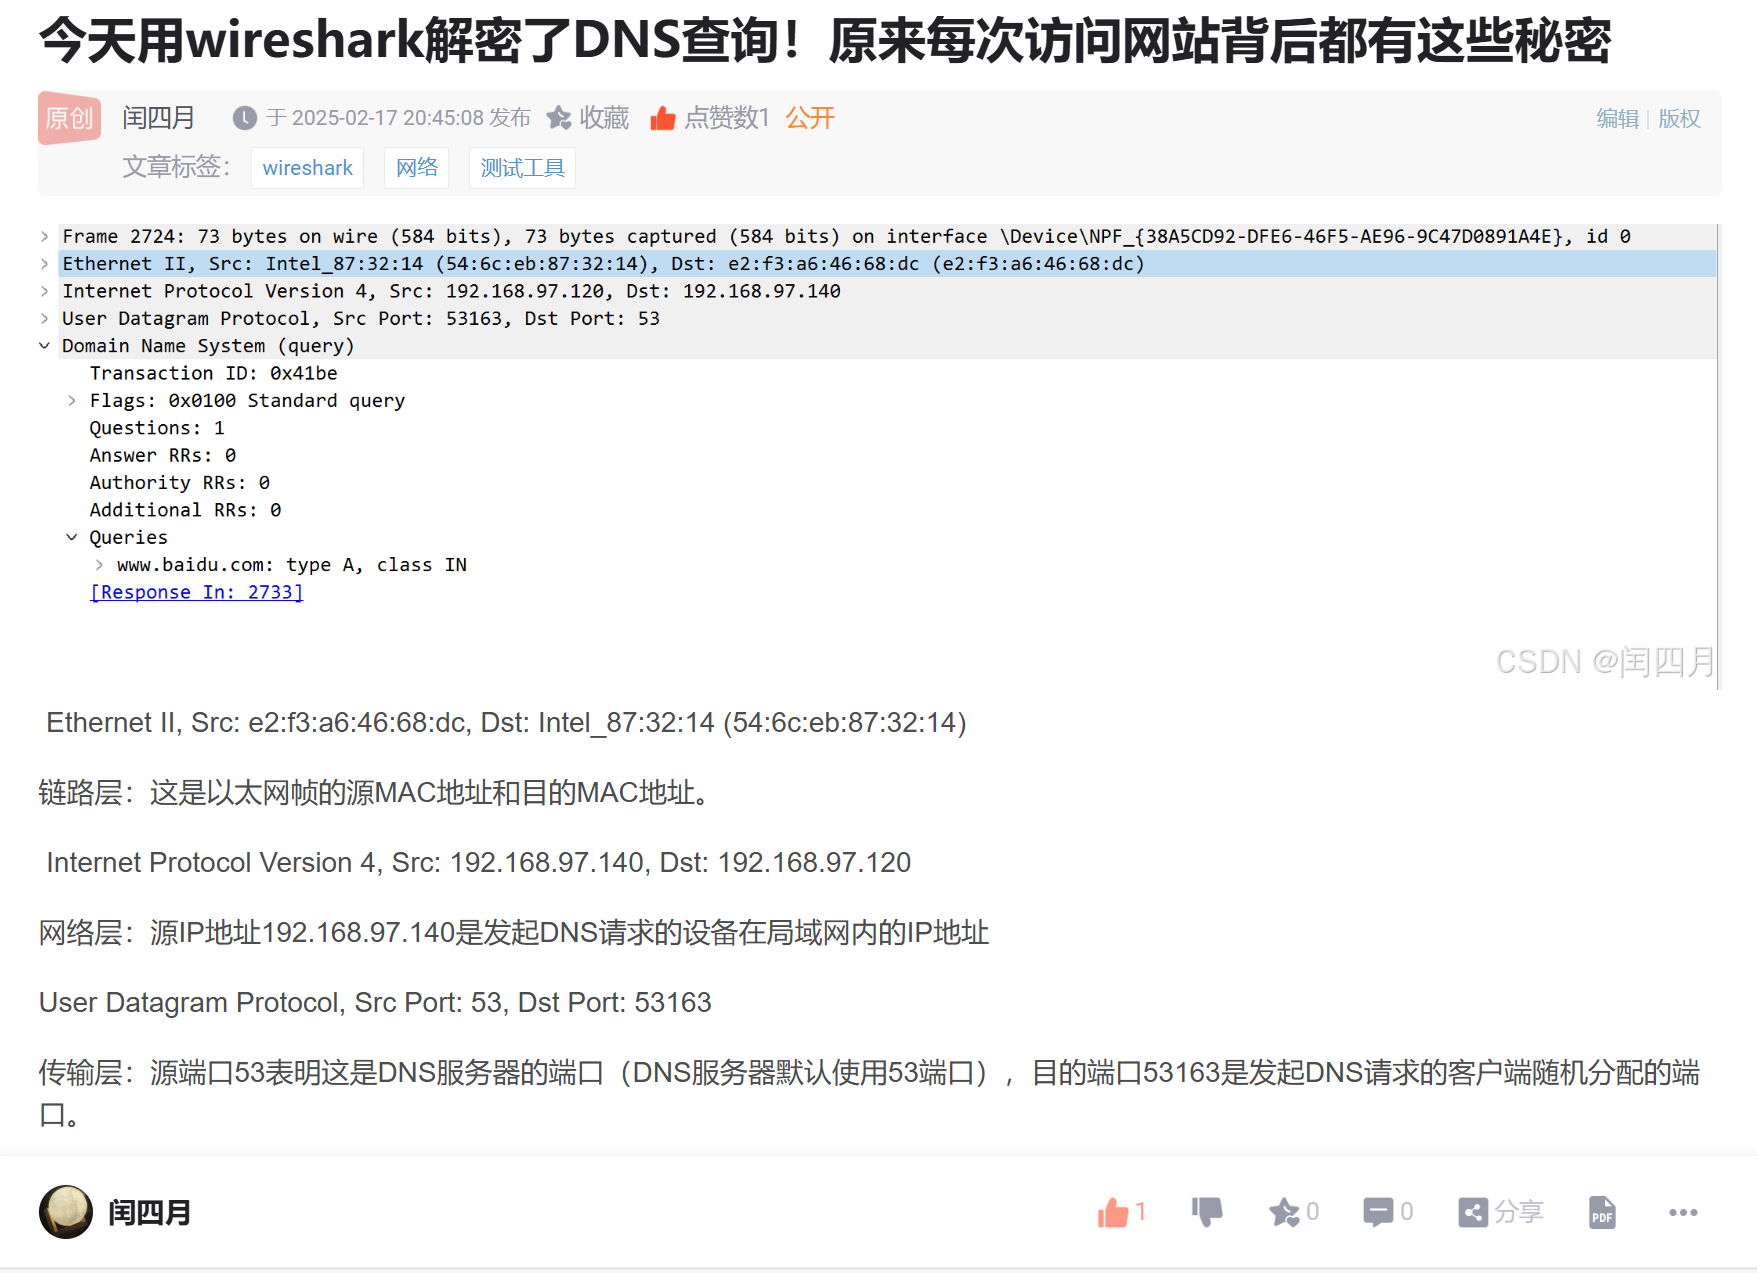 今天用wireshark解密了DNS查询！原来每次访问网站背后都有这些秘密
原创 闰四月 于 2025-02-17 20:45:08 发布 收藏 点赞数1 公开 编辑 版权
文章标签： wireshark 网络 测试工具
Frame 2724: 73 bytes on wire (584 bits), 73 bytes captured (584 bits) on interface \Device\NPF_{38A5CD92-DFE6-46F5-AE96-9C47D0891A4E}, id 0
Ethernet II, Src: Intel_87:32:14 (54:6c:eb:87:32:14), Dst: e2:f3:a6:46:68:dc (e2:f3:a6:46:68:dc)
Internet Protocol Version 4, Src: 192.168.97.120, Dst: 192.168.97.140
User Datagram Protocol, Src Port: 53163, Dst Port: 53
Domain Name System (query)
Transaction ID: 0x41be
Flags: 0x0100 Standard query
Questions: 1
Answer RRs: 0
Authority RRs: 0
Additional RRs: 0
Queries
www.baidu.com: type A, class IN
[Response In: 2733]
CSDN @闰四月
Ethernet II, Src: e2:f3:a6:46:68:dc, Dst: Intel_87:32:14 (54:6c:eb:87:32:14)
链路层：这是以太网帧的源MAC地址和目的MAC地址。
Internet Protocol Version 4, Src: 192.168.97.140, Dst: 192.168.97.120
网络层：源IP地址192.168.97.140是发起DNS请求的设备在局域网内的IP地址
User Datagram Protocol, Src Port: 53, Dst Port: 53163
传输层：源端口53表明这是DNS服务器的端口（DNS服务器默认使用53端口），目的端口53163是发起DNS请求的客户端随机分配的端
口。
闰四月 1 0 0 分享 PDF